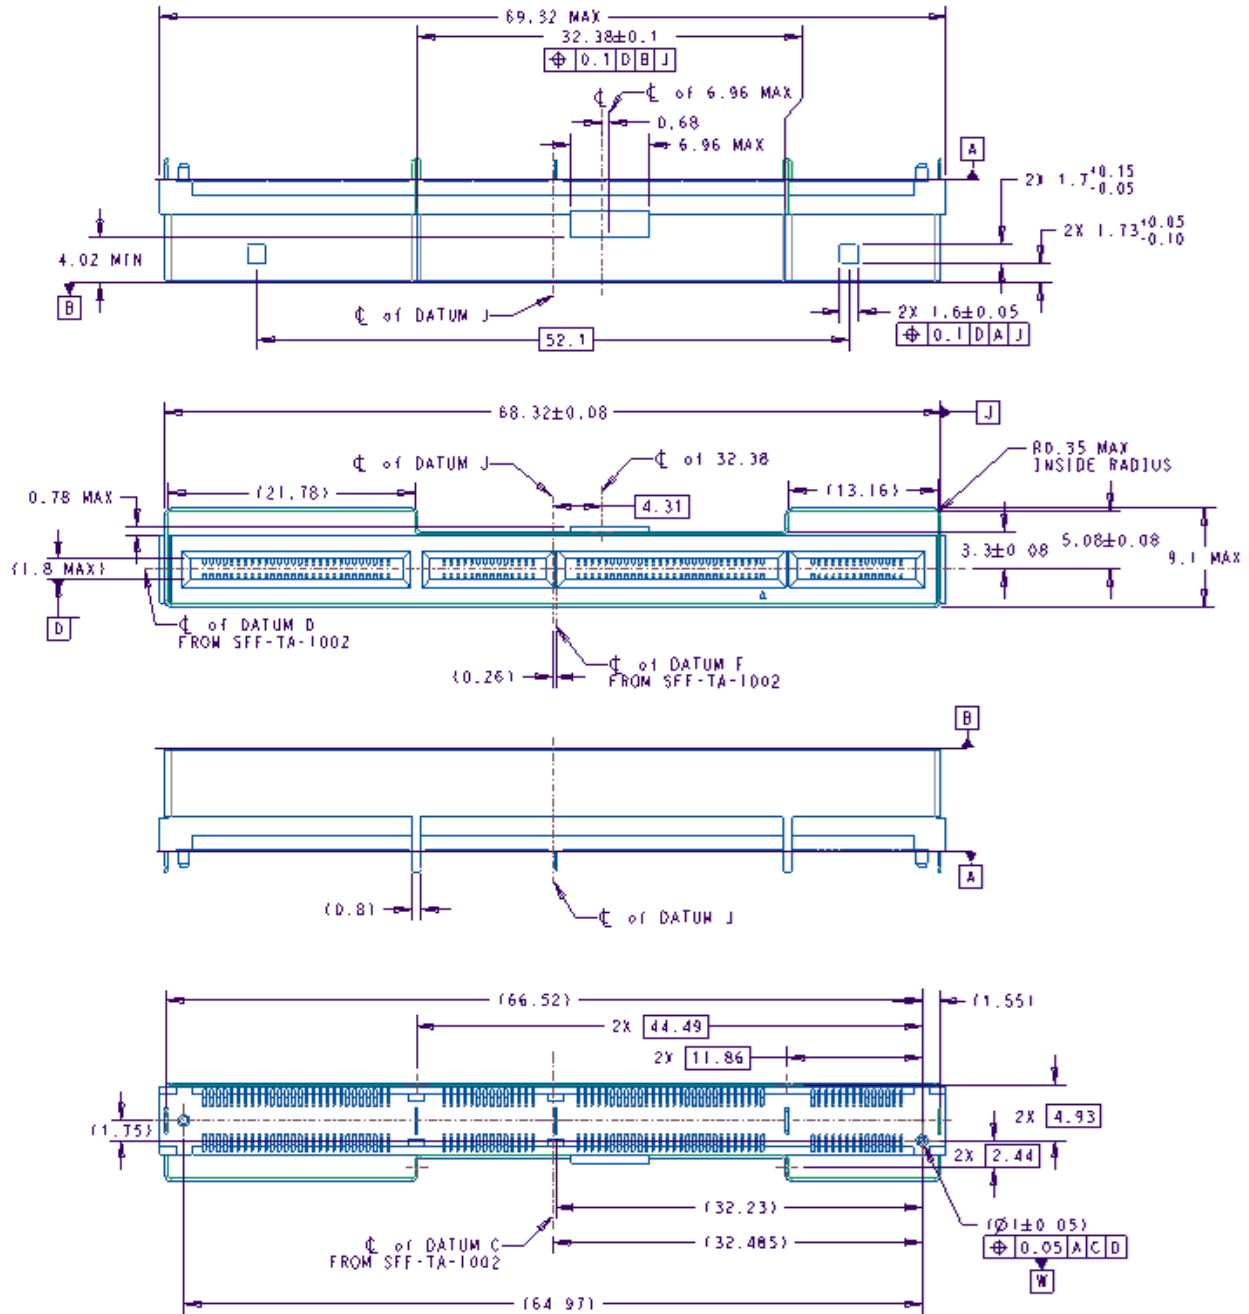 69.32 MAX
32.38±0.1
⌖ 0.1 D B J
℄ ℄ of 6.96 MAX
0.68
6.96 MAX
A
2X 1.7 +0.15 -0.05
2X 1.73 +0.05 -0.10
4.02 MIN
B
℄ of DATUM J
52.1
2X 1.6±0.05
⌖ 0.1 D A J
68.32±0.08
J
℄ of DATUM J
℄ of 32.38
R0.35 MAX
INSIDE RADIUS
0.78 MAX
(21.78)
4.31
(13.16)
3.3±0.08
5.08±0.08
9.1 MAX
(1.8 MAX)
D
℄ of DATUM D
FROM SFF-TA-1002
(0.26)
℄ of DATUM F
FROM SFF-TA-1002
B
A
(0.8)
℄ of DATUM J
(66.52)
(1.55)
2X 44.49
2X 11.86
(1.75)
2X 4.93
2X 2.44
(32.23)
℄ of DATUM C
FROM SFF-TA-1002
(32.485)
(Ø1±0.05)
⌖ 0.05 A C D
W
(64.97)